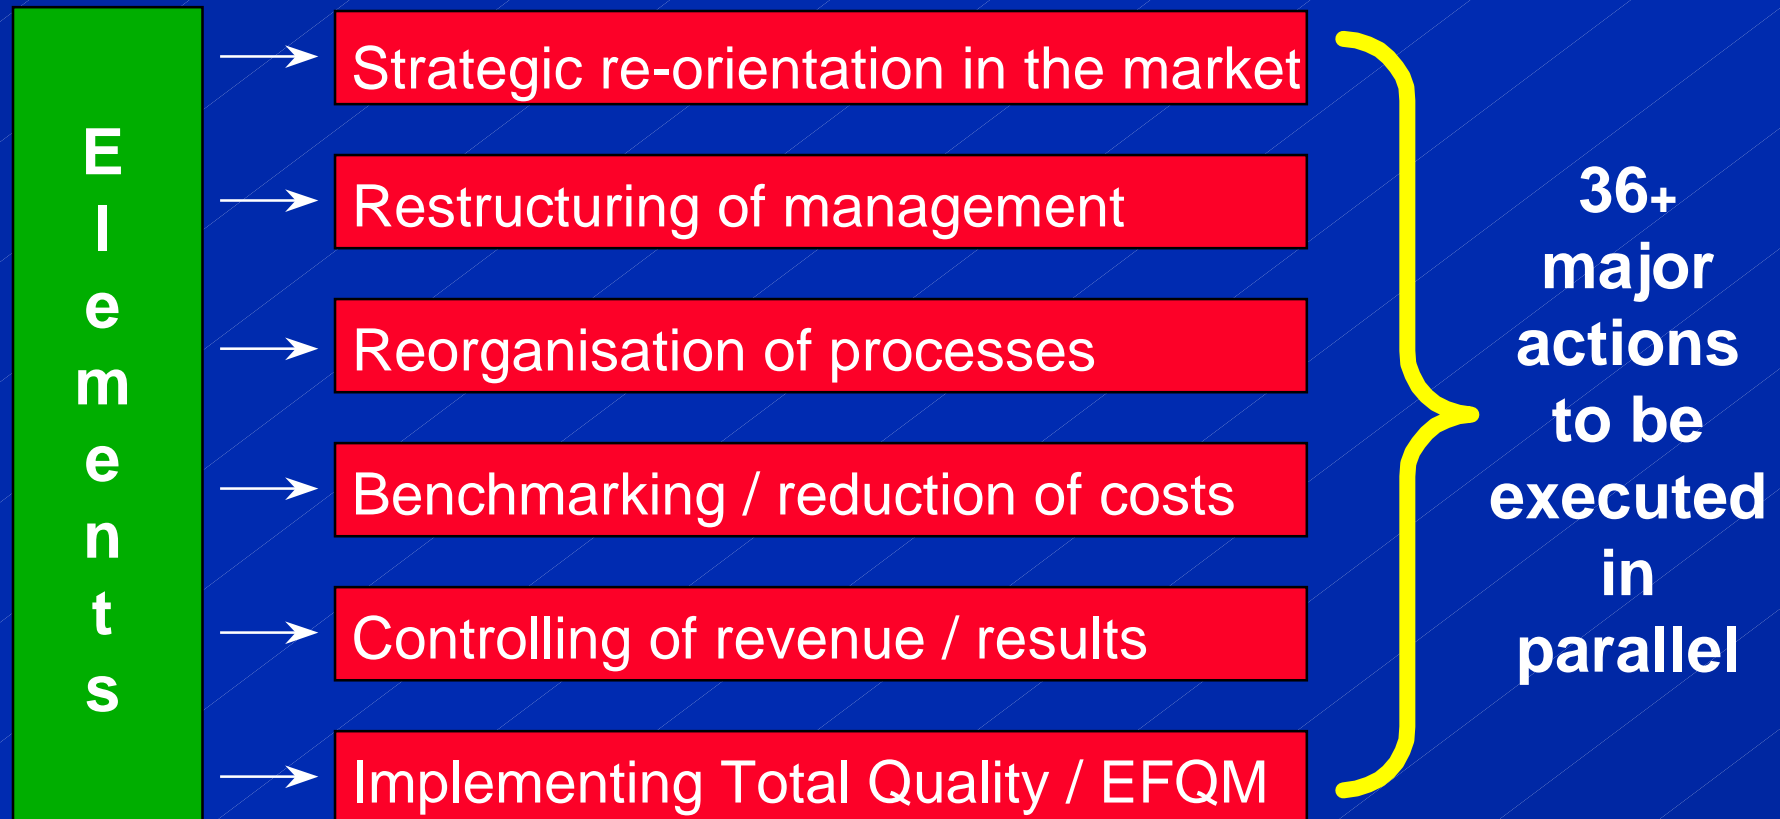 Elements
Strategic re-orientation in the market
Restructuring of management
Reorganisation of processes
Benchmarking / reduction of costs
Controlling of revenue / results
Implementing Total Quality / EFQM
36+
major
actions
to be
executed
in
parallel